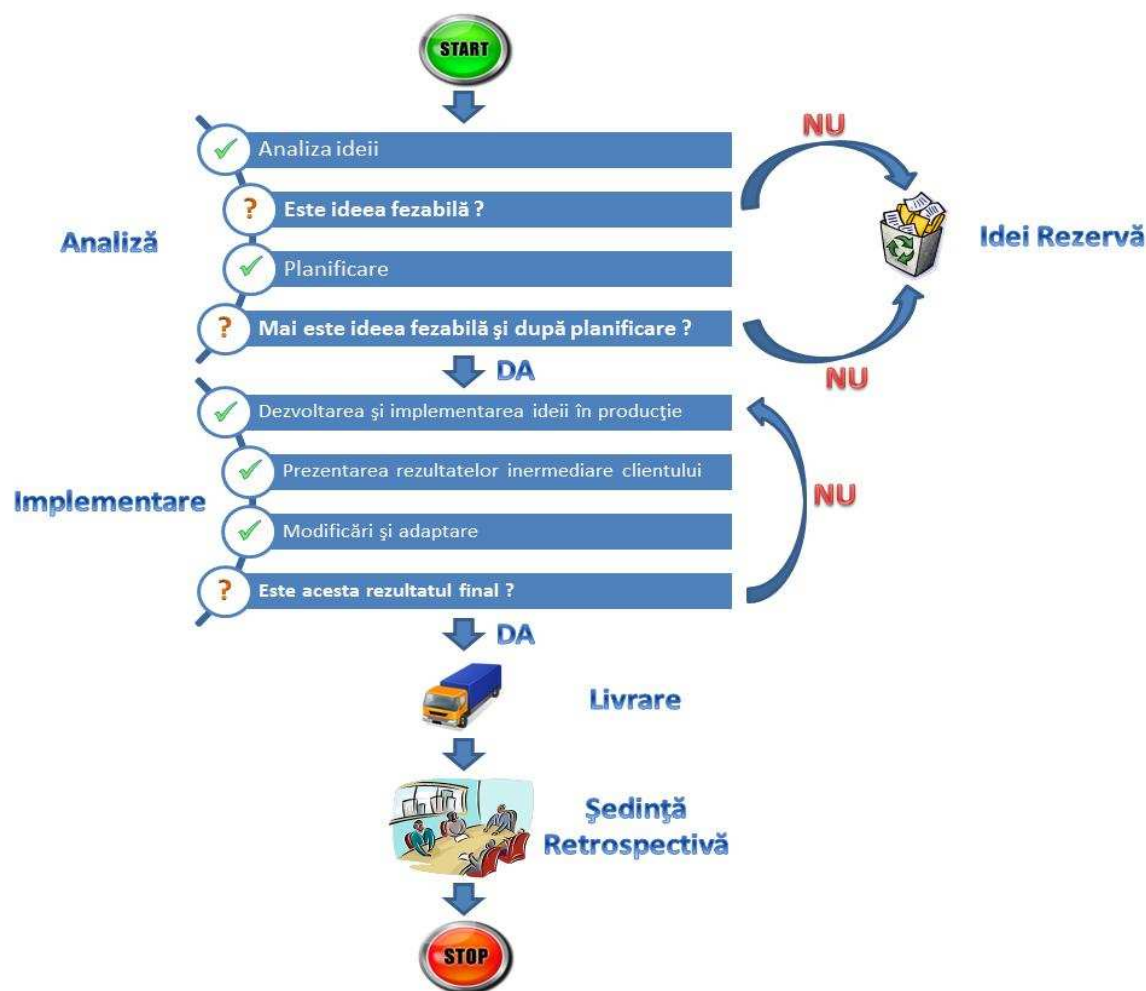 START
Analiza ideii
NU
Este ideea fezabilă ?
Analiză
Idei Rezervă
Planificare
Mai este ideea fezabilă şi după planificare ?
DA
NU
Dezvoltarea şi implementarea ideii în producţie
Prezentarea rezultatelor inermediare clientului
Implementare
NU
Modificări şi adaptare
Este acesta rezultatul final ?
DA
Livrare
Şedinţă
Retrospectivă
STOP